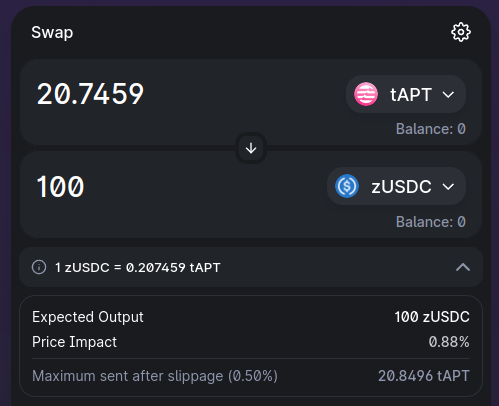 Swap
20.7459 tAPT
Balance: 0
100 zUSDC
Balance: 0
1 zUSDC = 0.207459 tAPT
Expected Output 100 zUSDC
Price Impact 0.88%
Maximum sent after slippage (0.50%) 20.8496 tAPT